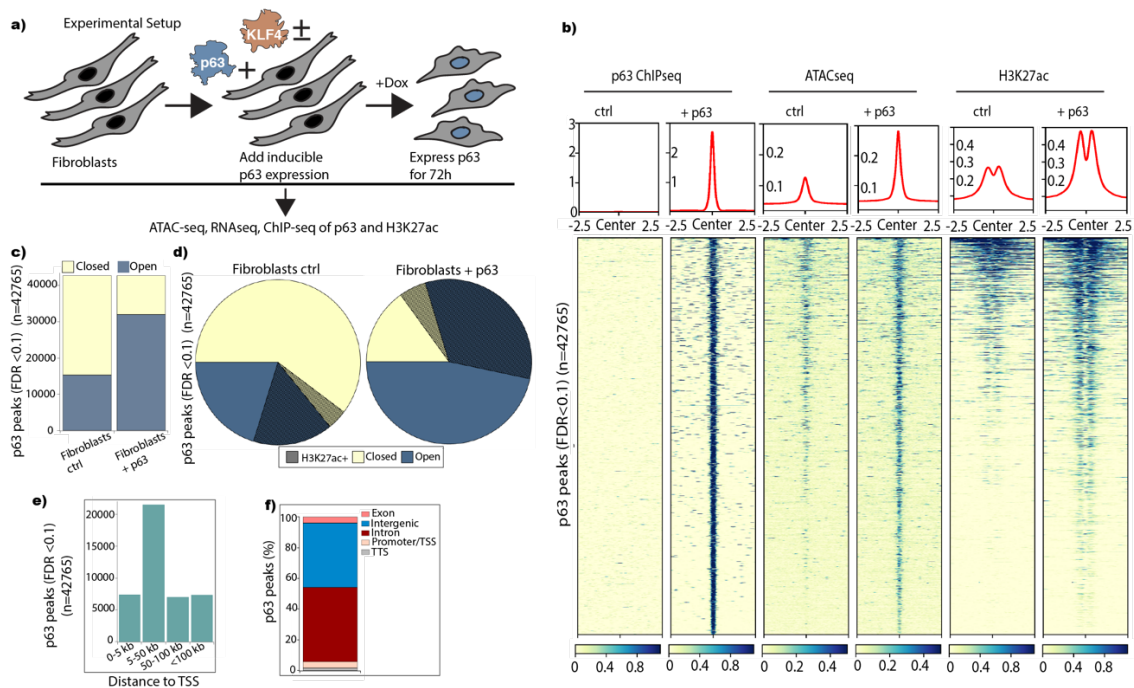 a)
Experimental Setup
KLF4 ±
p63 +
+Dox
Fibroblasts
Add inducible
p63 expression
Express p63
for 72h
ATAC-seq, RNAseq, ChIP-seq of p63 and H3K27ac
b)
p63 ChIPseq
ATACseq
H3K27ac
ctrl
+ p63
ctrl
+ p63
ctrl
+ p63
3
2
1
0
2
1
0.2
0.1
0.2
0.1
0.4
0.3
0.2
0.4
0.3
0.2
-2.5 Center 2.5
-2.5 Center 2.5
-2.5 Center 2.5
-2.5 Center 2.5
-2.5 Center 2.5
-2.5 Center 2.5
p63 peaks (FDR<0.1) (n=42765)
0 0.4 0.8
0 0.4 0.8
0 0.2 0.4
0 0.2 0.4
0 0.4 0.8
0 0.4 0.8
c)
Closed
Open
p63 peaks (FDR <0.1) (n=42765)
40000
30000
20000
10000
0
Fibroblasts
ctrl
Fibroblasts
+ p63
d)
Fibroblasts ctrl
Fibroblasts + p63
p63 peaks (FDR <0.1) (n=42765)
H3K27ac+
Closed
Open
e)
p63 peaks (FDR <0.1)
(n=42765)
20000
15000
10000
5000
0
0-5 kb
5-50 kb
50-100 kb
<100 kb
Distance to TSS
f)
p63 peaks (%)
100
80
60
40
20
0
Exon
Intergenic
Intron
Promoter/TSS
TTS